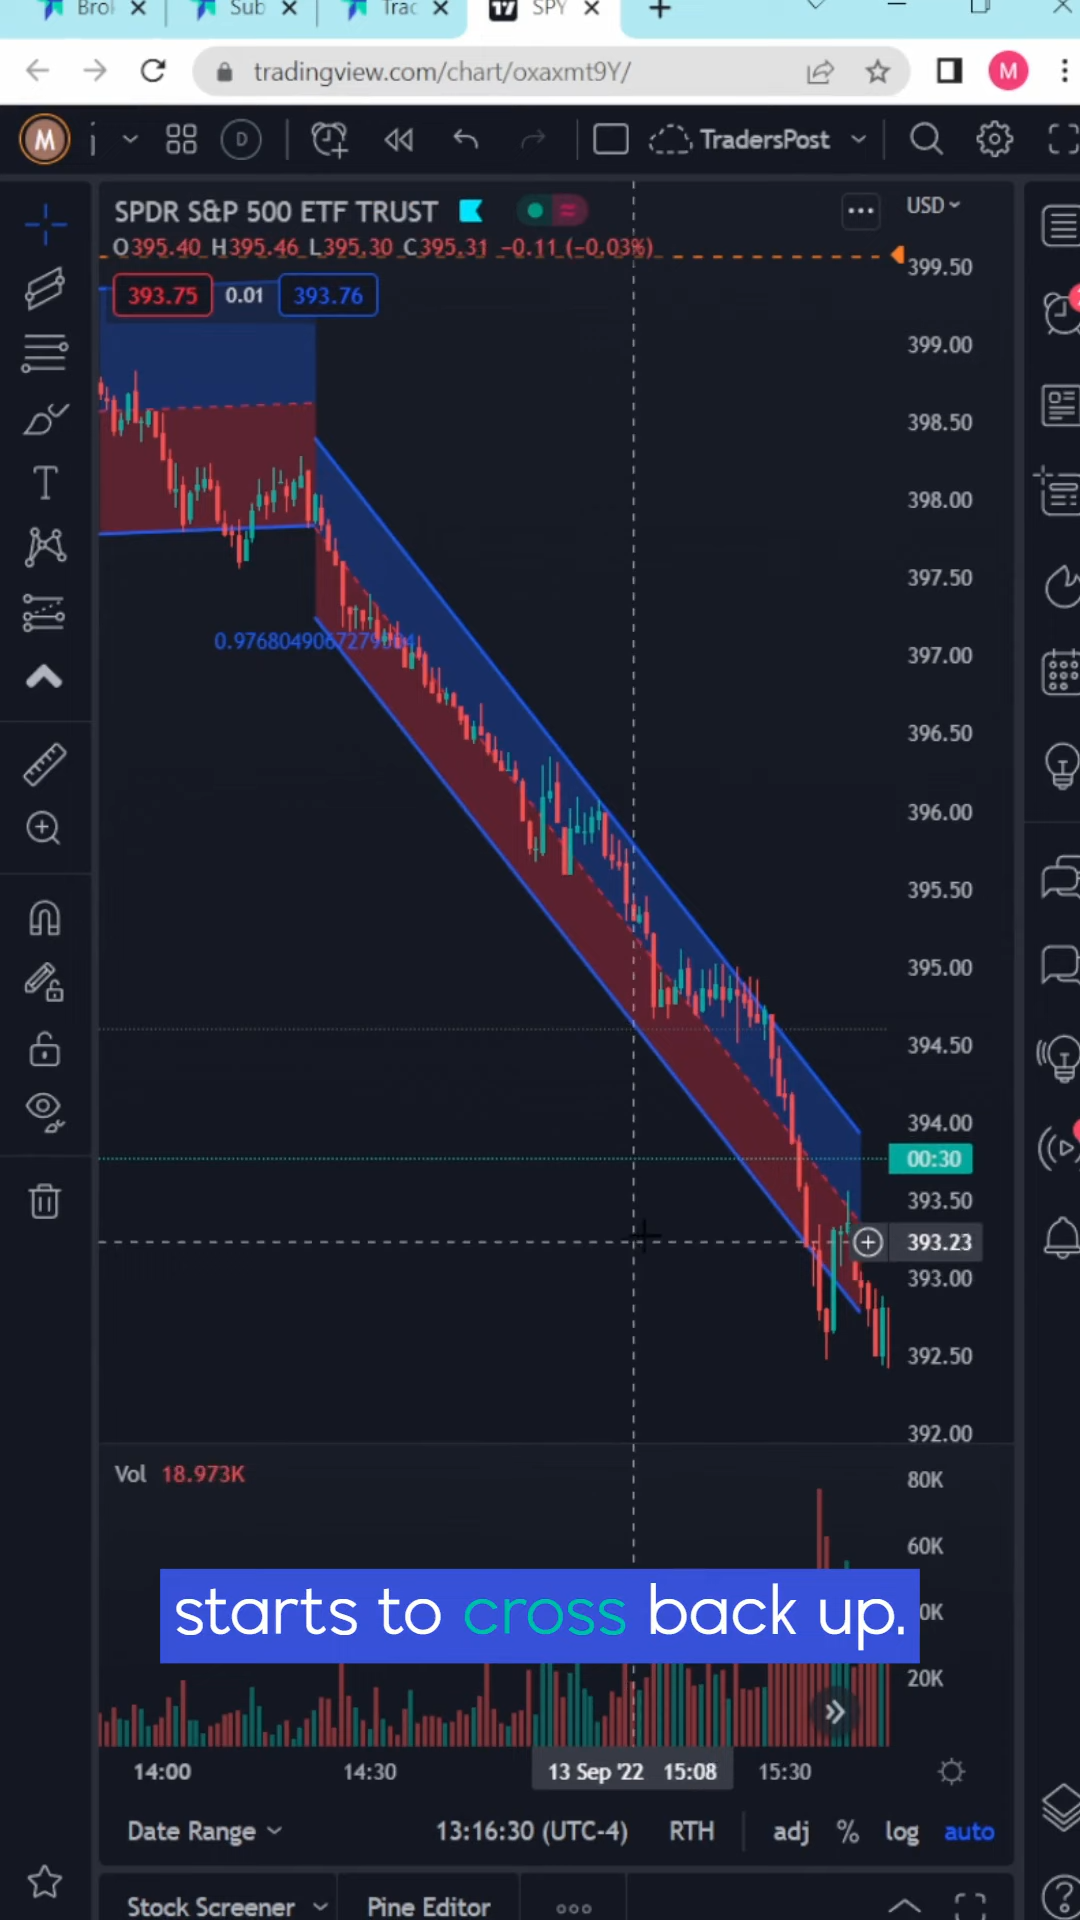 Brol
Sub
Trac
SPY
tradingview.com/chart/oxaxmt9Y/
M
M
D
TradersPost
SPDR S&P 500 ETF TRUST
USD
O395.40 H395.46 L395.30 C395.31 −0.11 (−0.03%)
399.50
393.75
0.01
393.76
399.00
398.50
398.00
397.50
397.00
396.50
396.00
395.50
395.00
394.50
394.00
00:30
393.50
393.23
393.00
392.50
392.00
Vol 18.973K
80K
60K
starts to cross back up.
0K
20K
14:00
14:30
13 Sep '22 15:08
15:30
Date Range
13:16:30 (UTC-4)
RTH
adj
%
log
auto
Stock Screener
Pine Editor